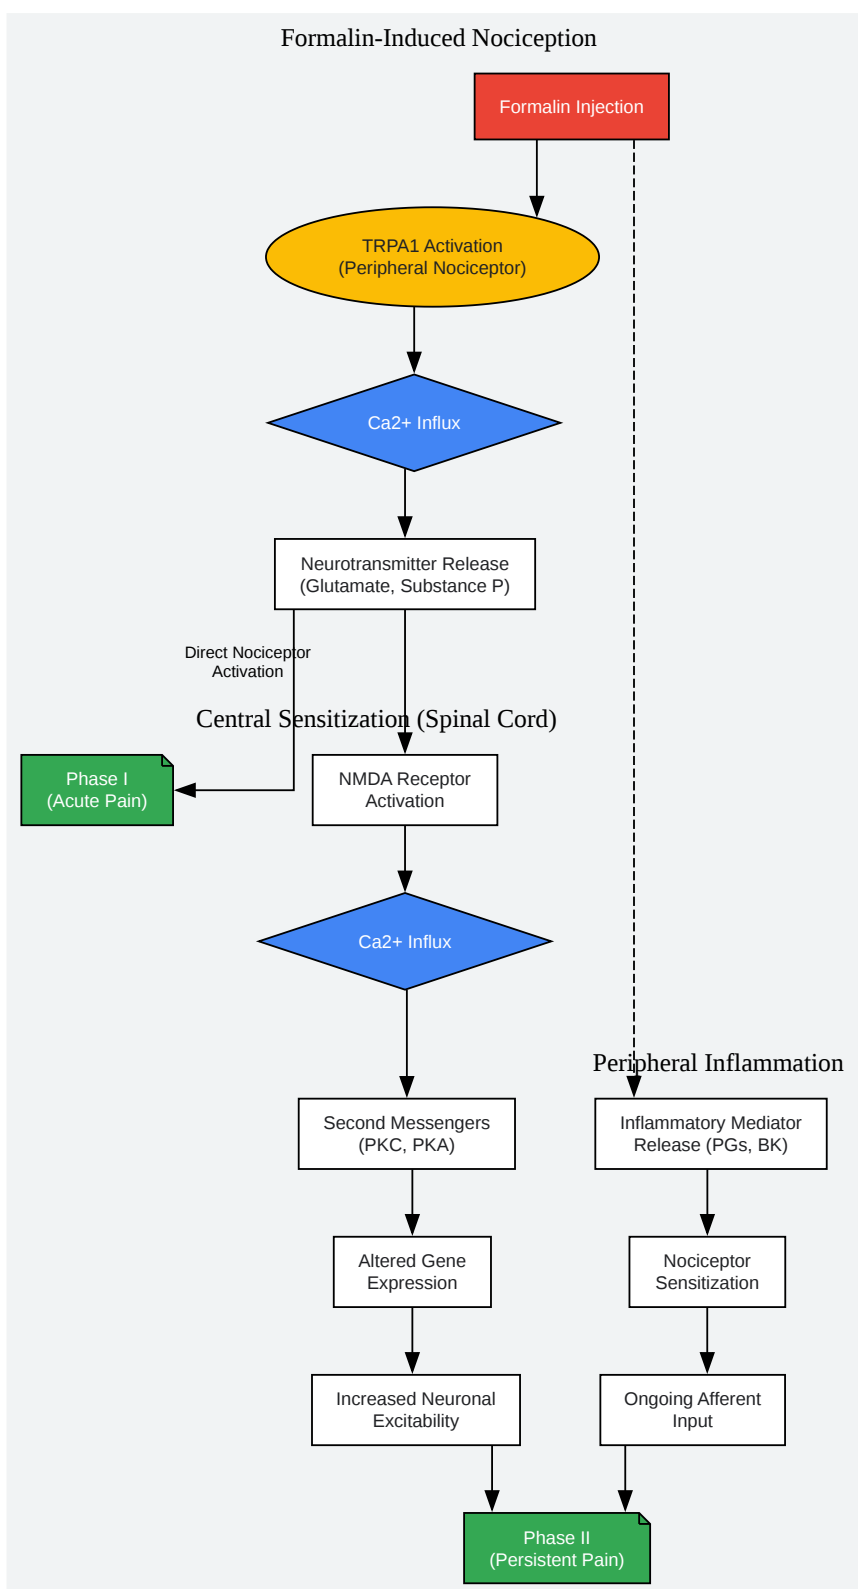 Formalin-Induced Nociception
Formalin Injection
TRPA1 Activation
(Peripheral Nociceptor)
Ca2+ Influx
Neurotransmitter Release
(Glutamate, Substance P)
Direct Nociceptor
Activation
Central Sensitization (Spinal Cord)
Phase I
(Acute Pain)
NMDA Receptor
Activation
Ca2+ Influx
Peripheral Inflammation
Second Messengers
(PKC, PKA)
Inflammatory Mediator
Release (PGs, BK)
Altered Gene
Expression
Nociceptor
Sensitization
Increased Neuronal
Excitability
Ongoing Afferent
Input
Phase II
(Persistent Pain)